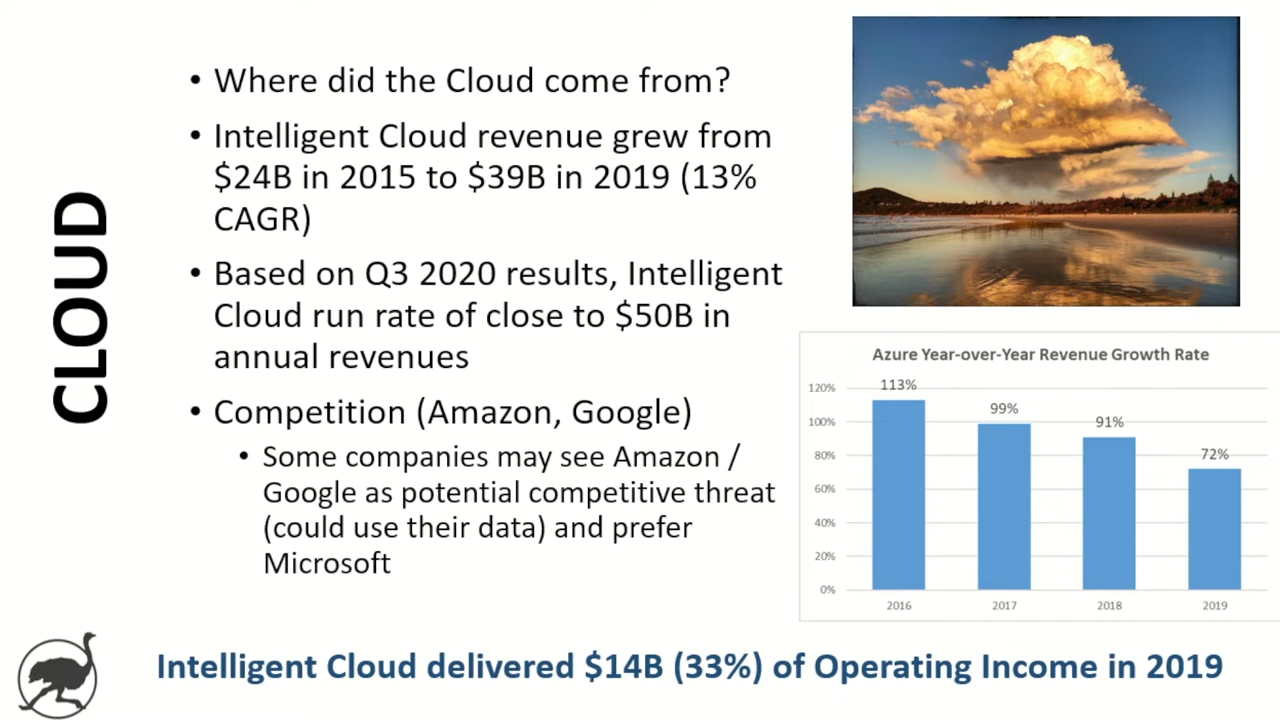 CLOUD
• Where did the Cloud come from?
• Intelligent Cloud revenue grew from
$24B in 2015 to $39B in 2019 (13%
CAGR)
• Based on Q3 2020 results, Intelligent
Cloud run rate of close to $50B in
annual revenues
• Competition (Amazon, Google)
• Some companies may see Amazon /
Google as potential competitive threat
(could use their data) and prefer
Microsoft
Azure Year-over-Year Revenue Growth Rate
120%
100%
80%
60%
40%
20%
0%
113%
99%
91%
72%
2016 2017 2018 2019
Intelligent Cloud delivered $14B (33%) of Operating Income in 2019